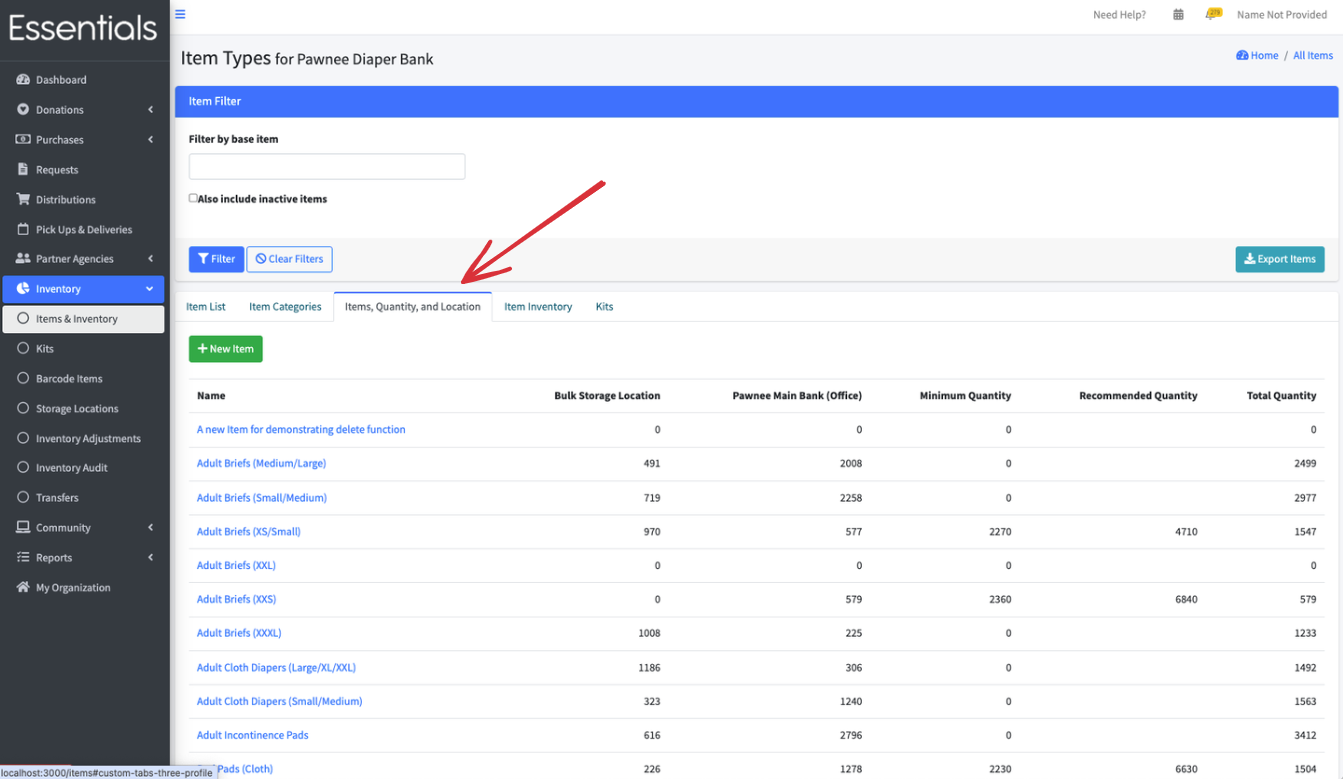 Essentials
Need Help?
279
Name Not Provided
Dashboard
Donations
Purchases
Requests
Distributions
Pick Ups & Deliveries
Partner Agencies
Inventory
Items & Inventory
Kits
Barcode Items
Storage Locations
Inventory Adjustments
Inventory Audit
Transfers
Community
Reports
My Organization
Item Types for Pawnee Diaper Bank
Home / All Items
Item Filter
Filter by base item
Also include inactive items
Filter Clear Filters Export Items
Item List Item Categories Items, Quantity, and Location Item Inventory Kits
+ New Item
Name Bulk Storage Location Pawnee Main Bank (Office) Minimum Quantity Recommended Quantity Total Quantity
A new Item for demonstrating delete function 0 0 0 0
Adult Briefs (Medium/Large) 491 2008 0 2499
Adult Briefs (Small/Medium) 719 2258 0 2977
Adult Briefs (XS/Small) 970 577 2270 4710 1547
Adult Briefs (XXL) 0 0 0 0
Adult Briefs (XXS) 0 579 2360 6840 579
Adult Briefs (XXXL) 1008 225 0 1233
Adult Cloth Diapers (Large/XL/XXL) 1186 306 0 1492
Adult Cloth Diapers (Small/Medium) 323 1240 0 1563
Adult Incontinence Pads 616 2796 0 3412
Pads (Cloth) 226 1278 2230 6630 1504
localhost:3000/items#custom-tabs-three-profile